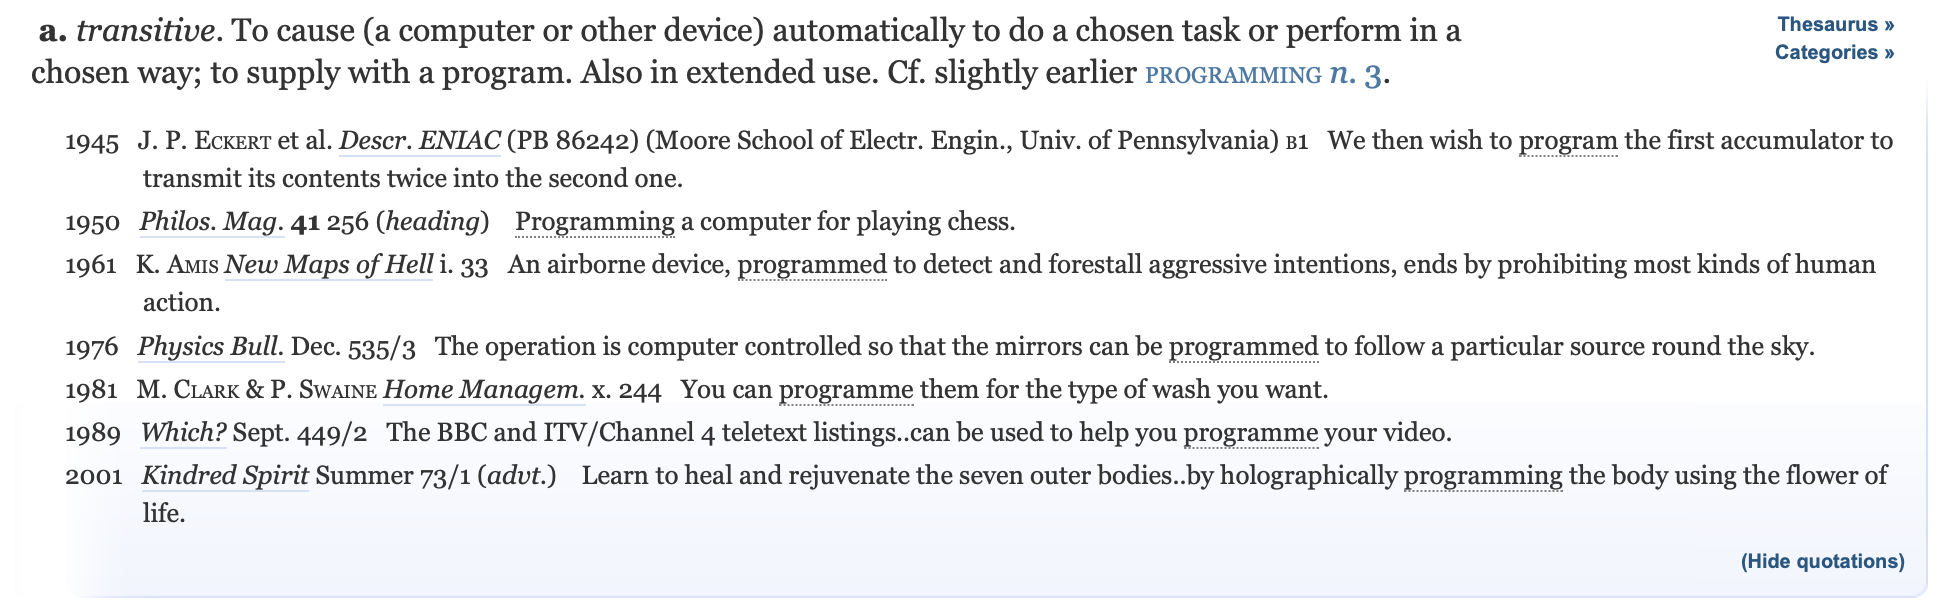 a. transitive. To cause (a computer or other device) automatically to do a chosen task or perform in a
chosen way; to supply with a program. Also in extended use. Cf. slightly earlier PROGRAMMING n. 3.
Thesaurus »
Categories »
1945 J. P. ECKERT et al. Descr. ENIAC (PB 86242) (Moore School of Electr. Engin., Univ. of Pennsylvania) B1 We then wish to program the first accumulator to
transmit its contents twice into the second one.
1950 Philos. Mag. 41 256 (heading) Programming a computer for playing chess.
1961 K. AMIS New Maps of Hell i. 33 An airborne device, programmed to detect and forestall aggressive intentions, ends by prohibiting most kinds of human
action.
1976 Physics Bull. Dec. 535/3 The operation is computer controlled so that the mirrors can be programmed to follow a particular source round the sky.
1981 M. CLARK & P. SWAINE Home Managem. x. 244 You can programme them for the type of wash you want.
1989 Which? Sept. 449/2 The BBC and ITV/Channel 4 teletext listings..can be used to help you programme your video.
2001 Kindred Spirit Summer 73/1 (advt.) Learn to heal and rejuvenate the seven outer bodies..by holographically programming the body using the flower of
life.
(Hide quotations)